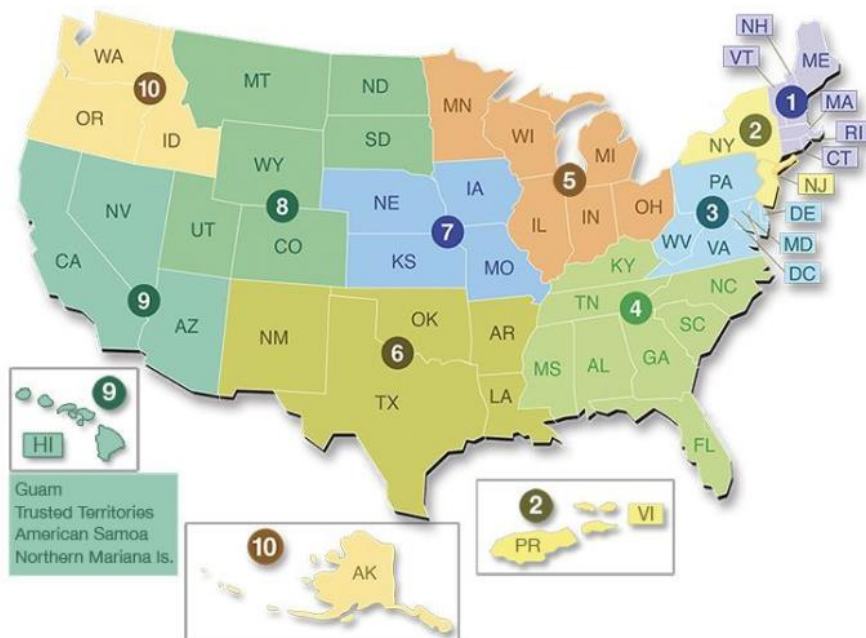 NH
ME
VT
WA
MT
ND
MN
10
1
MA
OR
ID
SD
WI
MI
NY
2
RI
CT
WY
NJ
5
PA
NV
8
NE
IA
3
DE
UT
CO
7
IL
IN
OH
WV
VA
MD
CA
KS
MO
KY
DC
9
AZ
TN
4
NC
NM
OK
AR
SC
6
MS
AL
GA
TX
LA
9
FL
HI
Guam
Trusted Territories
American Samoa
Northern Mariana Is.
2
VI
PR
10
AK